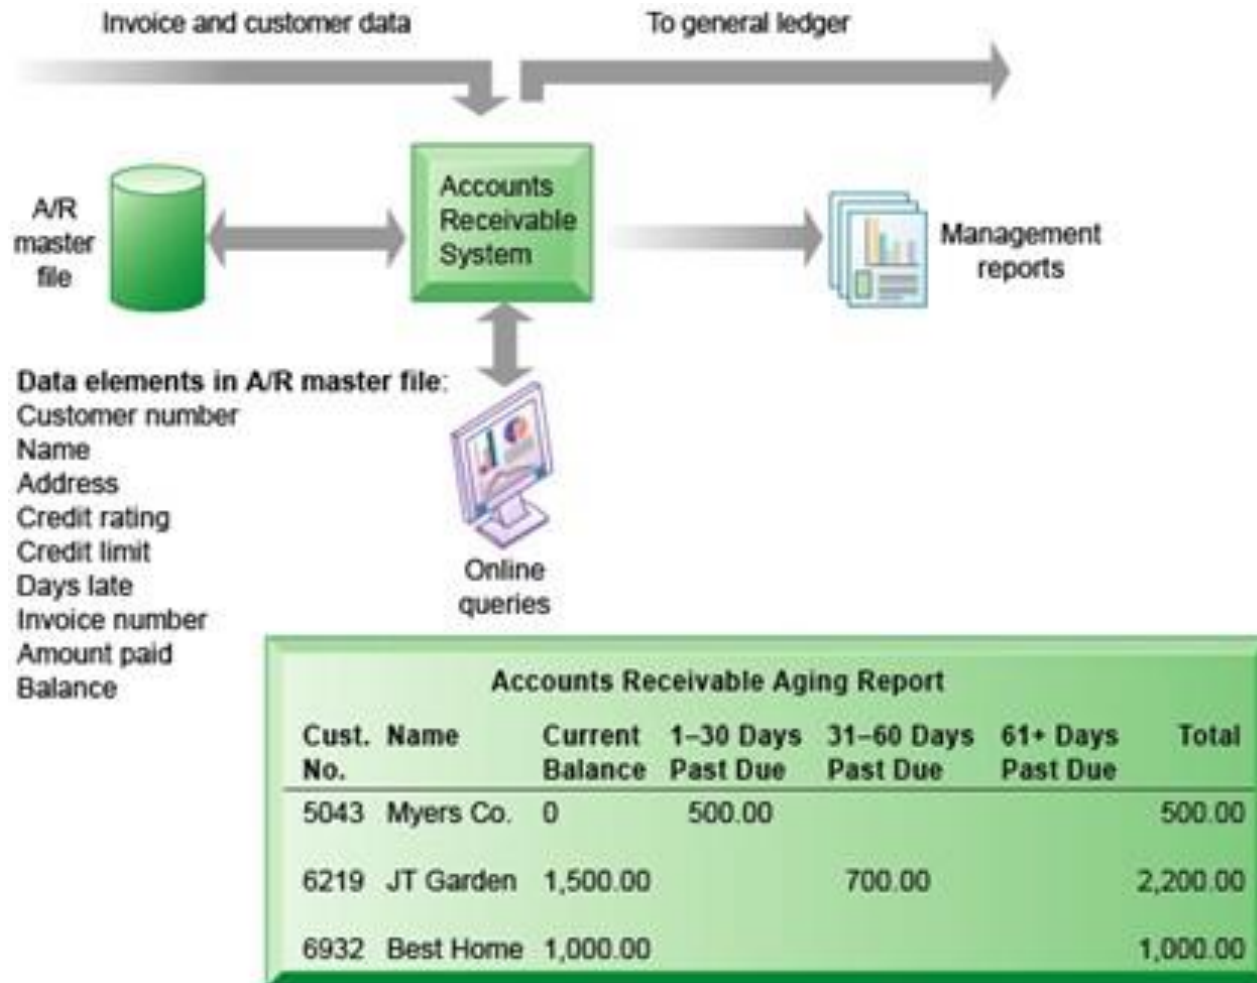 Invoice and customer data
To general ledger
A/R
master
file
Accounts
Receivable
System
Management
reports
Data elements in A/R master file:
Customer number
Name
Address
Credit rating
Credit limit
Days late
Invoice number
Amount paid
Balance
Online
queries
Accounts Receivable Aging Report
Cust. Name Current 1–30 Days 31–60 Days 61+ Days Total
No. Balance Past Due Past Due Past Due
5043 Myers Co. 0 500.00 500.00
6219 JT Garden 1,500.00 700.00 2,200.00
6932 Best Home 1,000.00 1,000.00